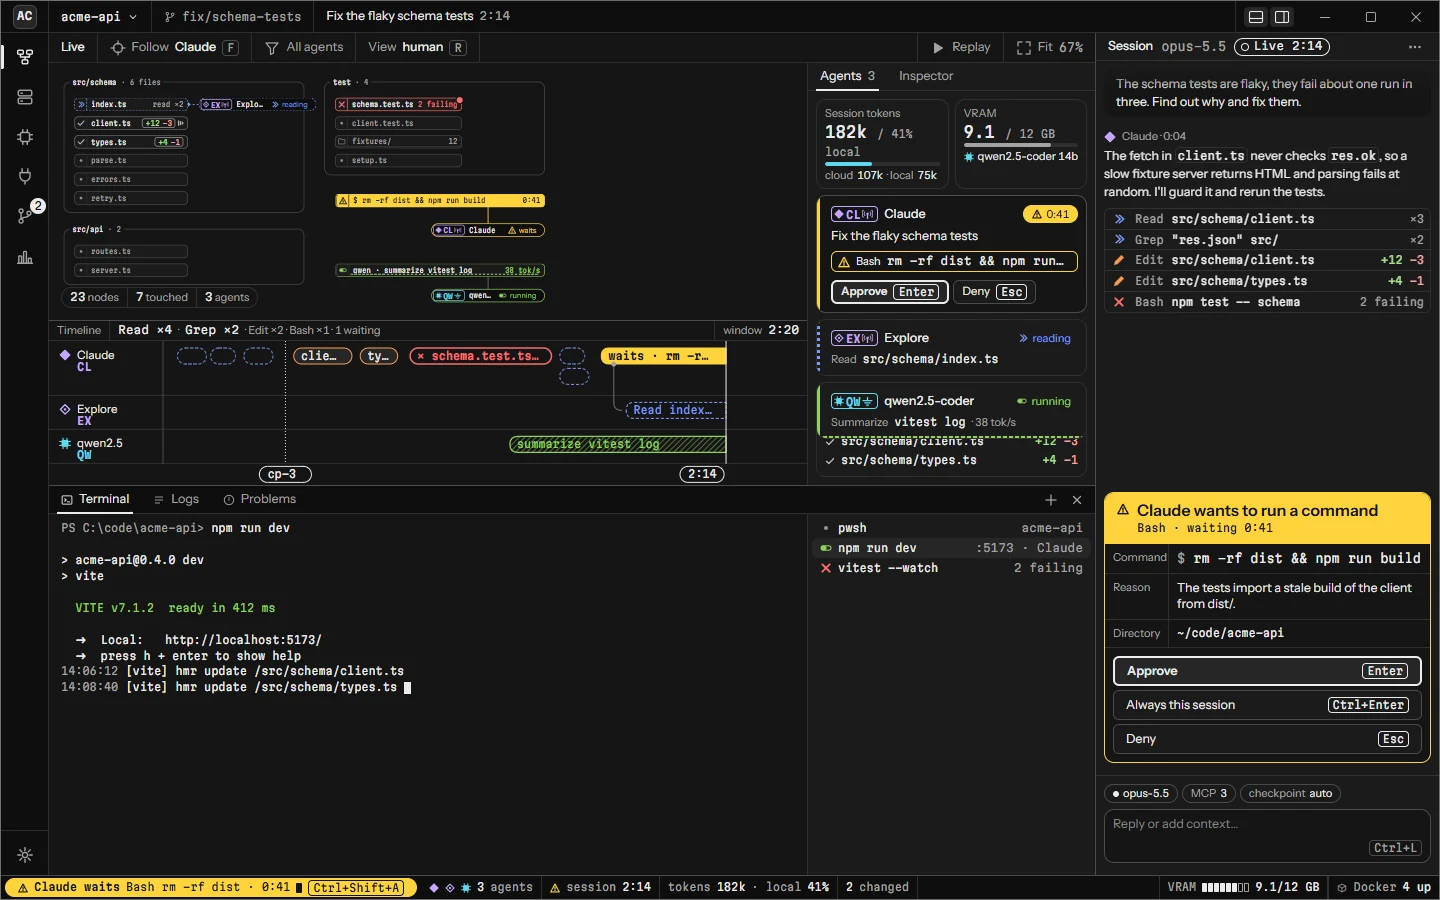 AC
acme-api
fix/schema-tests
Fix the flaky schema tests 2:14
Live
Follow Claude F
All agents
View human R
Replay
Fit 67%
src/schema · 6 files
index.ts read ×2
EX Explo… reading
client.ts +12 −3
types.ts +4 −1
parse.ts
errors.ts
retry.ts
src/api · 2
routes.ts
server.ts
test · 4
schema.test.ts 2 failing
client.test.ts
fixtures/ 12
setup.ts
$ rm -rf dist && npm run build 0:41
CL Claude waits
qwen · summarize vitest log 38 tok/s
QW qwen… running
23 nodes
7 touched
3 agents
Timeline
Read ×4 · Grep ×2 · Edit ×2 · Bash ×1 · 1 waiting
window 2:20
Claude
CL
clie…
ty…
× schema.test.ts…
waits · rm -r…
Explore
EX
Read index…
qwen2.5
QW
summarize vitest log
cp-3
2:14
Agents 3
Inspector
Session tokens
182k / 41% local
cloud 107k · local 75k
VRAM
9.1 / 12 GB
qwen2.5-coder 14b
CL Claude 0:41
Fix the flaky schema tests
Bash rm -rf dist && npm run…
Approve Enter
Deny Esc
EX Explore reading
Read src/schema/index.ts
QW qwen2.5-coder running
Summarize vitest log · 38 tok/s
src/schema/client.ts +12 −3
src/schema/types.ts +4 −1
Terminal
Logs
Problems
PS C:\code\acme-api> npm run dev
> acme-api@0.4.0 dev
> vite
VITE v7.1.2 ready in 412 ms
➜ Local: http://localhost:5173/
➜ press h + enter to show help
14:06:12 [vite] hmr update /src/schema/client.ts
14:08:40 [vite] hmr update /src/schema/types.ts
pwsh acme-api
npm run dev :5173 · Claude
vitest --watch 2 failing
Session opus-5.5 Live 2:14
The schema tests are flaky, they fail about one run in
three. Find out why and fix them.
Claude · 0:04
The fetch in client.ts never checks res.ok, so a
slow fixture server returns HTML and parsing fails at
random. I'll guard it and rerun the tests.
Read src/schema/client.ts ×3
Grep "res.json" src/ ×2
Edit src/schema/client.ts +12 −3
Edit src/schema/types.ts +4 −1
Bash npm test -- schema 2 failing
Claude wants to run a command
Bash · waiting 0:41
Command $ rm -rf dist && npm run build
Reason The tests import a stale build of the client
from dist/.
Directory ~/code/acme-api
Approve Enter
Always this session Ctrl+Enter
Deny Esc
opus-5.5
MCP 3
checkpoint auto
Reply or add context…
Ctrl+L
2
Claude waits Bash rm -rf dist · 0:41 Ctrl+Shift+A
3 agents
session 2:14
tokens 182k · local 41%
2 changed
VRAM 9.1/12 GB
Docker 4 up